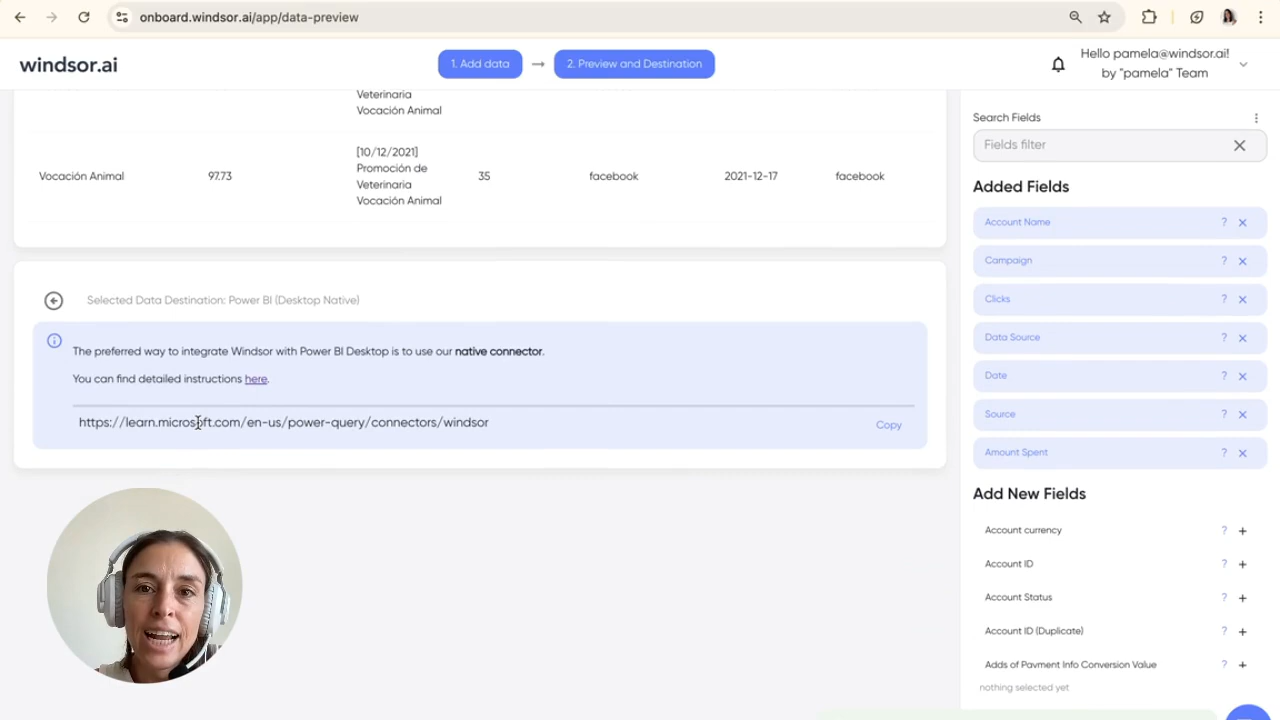 onboard.windsor.ai/app/data-preview
windsor.ai
1. Add data
2. Preview and Destination
Hello pamela@windsor.ai!
by "pamela" Team
Veterinaria
Vocación Animal
Vocación Animal
97.73
[10/12/2021]
Promoción de
Veterinaria
Vocación Animal
35
facebook
2021-12-17
facebook
Selected Data Destination: Power BI (Desktop Native)
The preferred way to integrate Windsor with Power BI Desktop is to use our native connector.
You can find detailed instructions here.
https://learn.microsoft.com/en-us/power-query/connectors/windsor
Copy
Search Fields
Fields filter
Added Fields
Account Name ?
Campaign ?
Clicks ?
Data Source ?
Date ?
Source ?
Amount Spent ?
Add New Fields
Account currency ? +
Account ID ? +
Account Status ? +
Account ID (Duplicate) ? +
Adds of Payment Info Conversion Value ? +
nothing selected yet